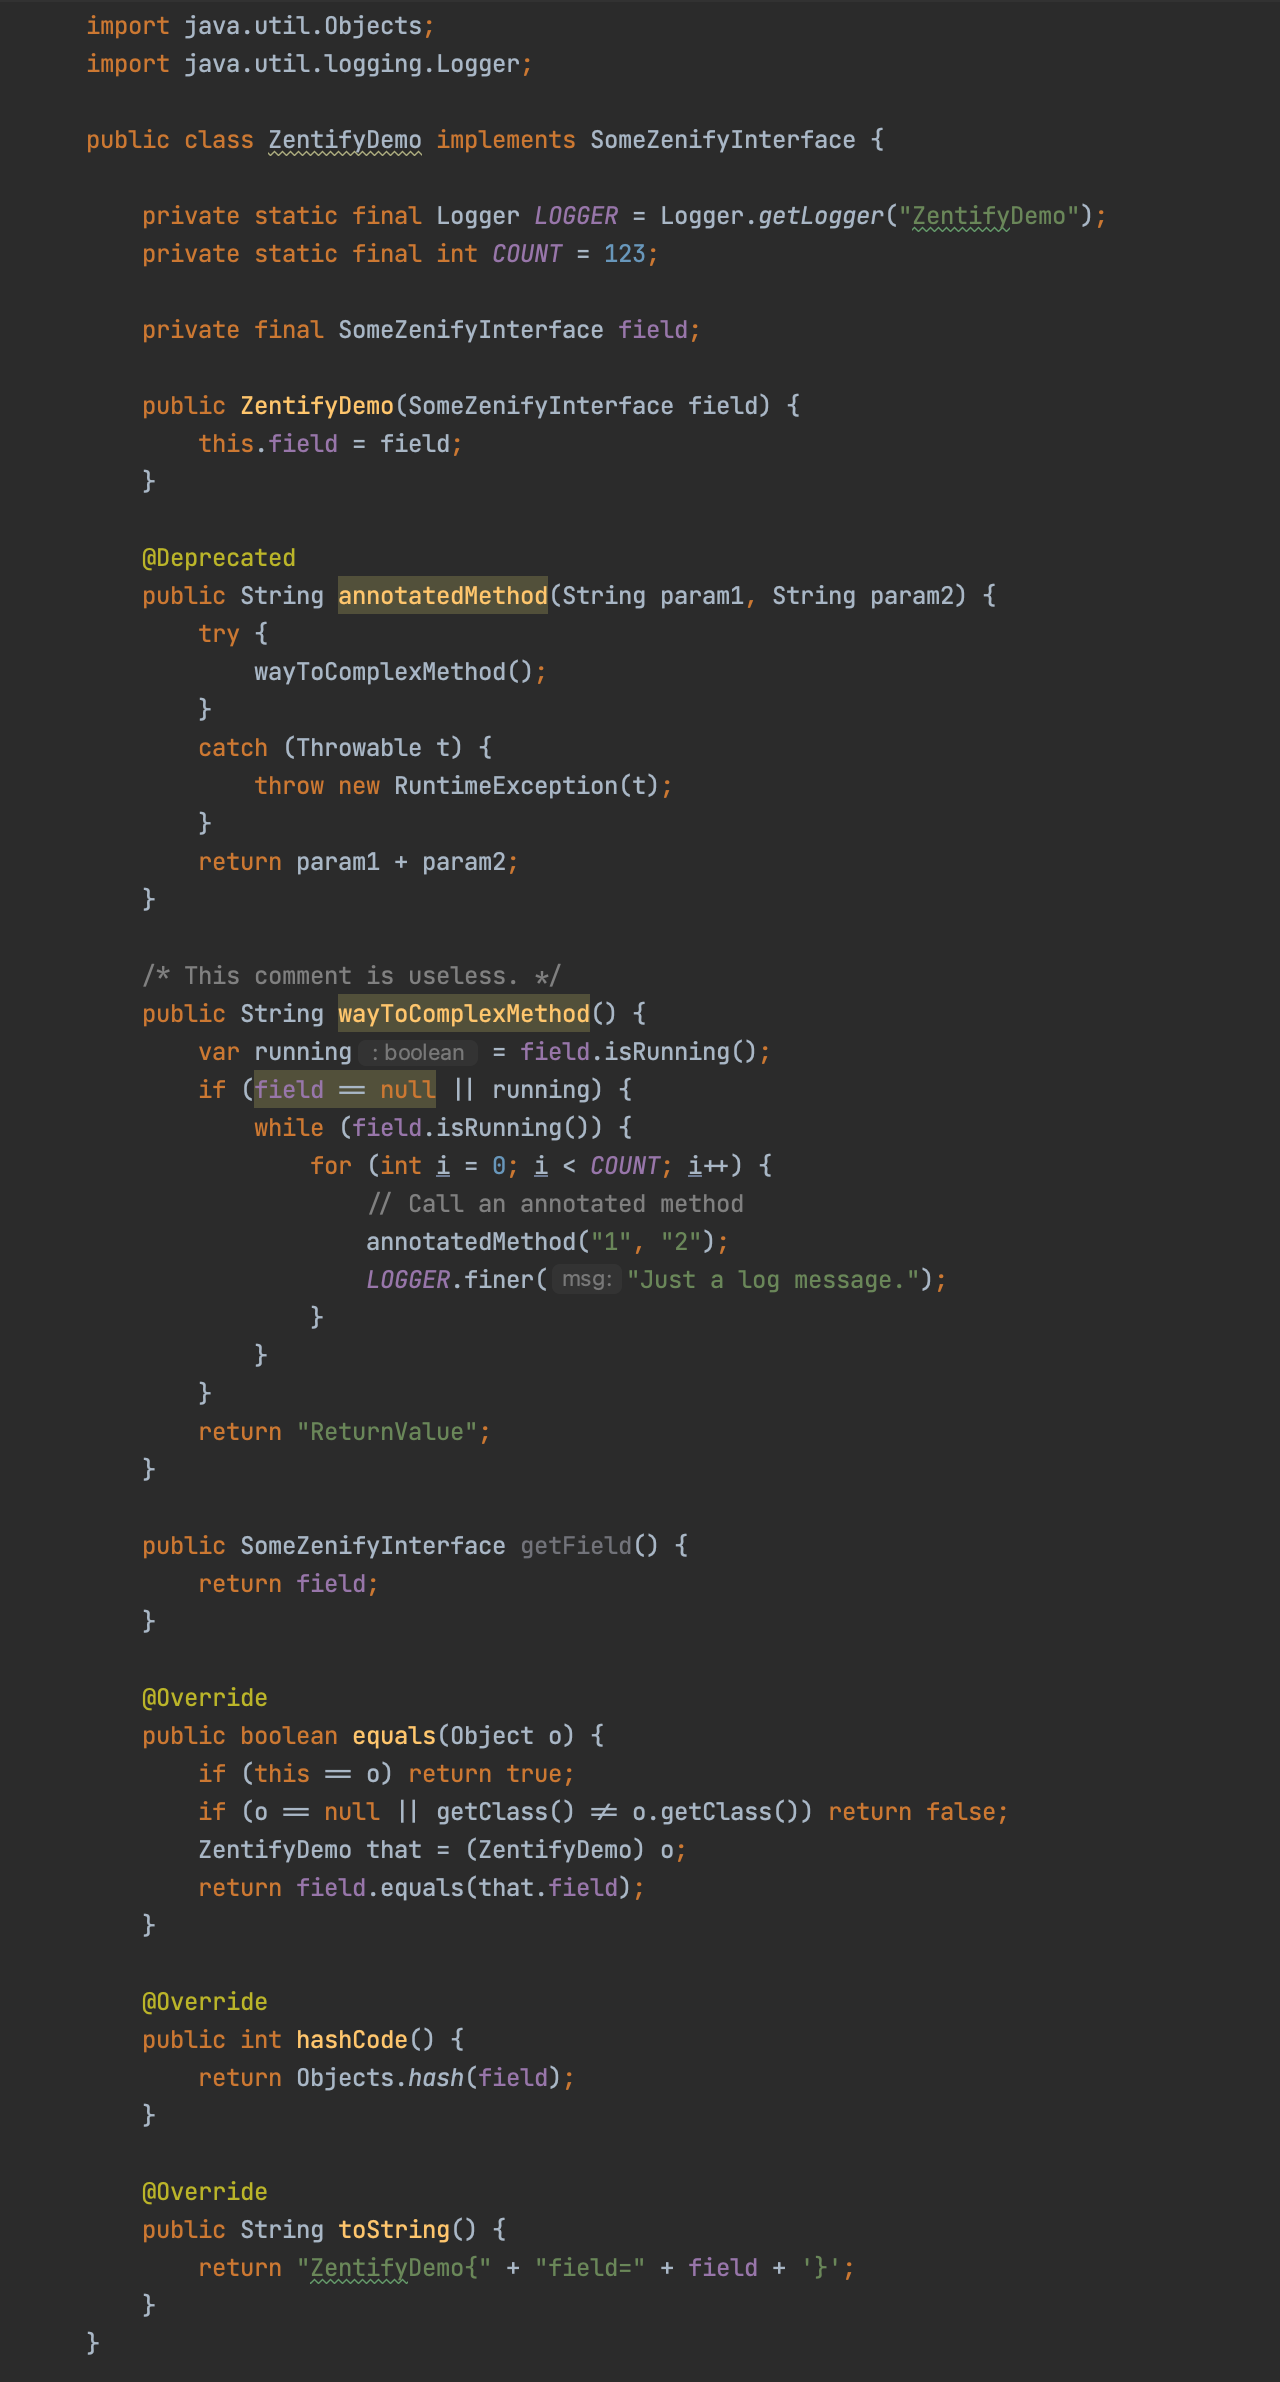 import java.util.Objects;
import java.util.logging.Logger;

public class ZentifyDemo implements SomeZenifyInterface {

    private static final Logger LOGGER = Logger.getLogger("ZentifyDemo");
    private static final int COUNT = 123;

    private final SomeZenifyInterface field;

    public ZentifyDemo(SomeZenifyInterface field) {
        this.field = field;
    }

    @Deprecated
    public String annotatedMethod(String param1, String param2) {
        try {
            wayToComplexMethod();
        }
        catch (Throwable t) {
            throw new RuntimeException(t);
        }
        return param1 + param2;
    }

    /* This comment is useless. */
    public String wayToComplexMethod() {
        var running : boolean = field.isRunning();
        if (field == null || running) {
            while (field.isRunning()) {
                for (int i = 0; i < COUNT; i++) {
                    // Call an annotated method
                    annotatedMethod("1", "2");
                    LOGGER.finer( msg: "Just a log message.");
                }
            }
        }
        return "ReturnValue";
    }

    public SomeZenifyInterface getField() {
        return field;
    }

    @Override
    public boolean equals(Object o) {
        if (this == o) return true;
        if (o == null || getClass() != o.getClass()) return false;
        ZentifyDemo that = (ZentifyDemo) o;
        return field.equals(that.field);
    }

    @Override
    public int hashCode() {
        return Objects.hash(field);
    }

    @Override
    public String toString() {
        return "ZentifyDemo{" + "field=" + field + '}';
    }
}